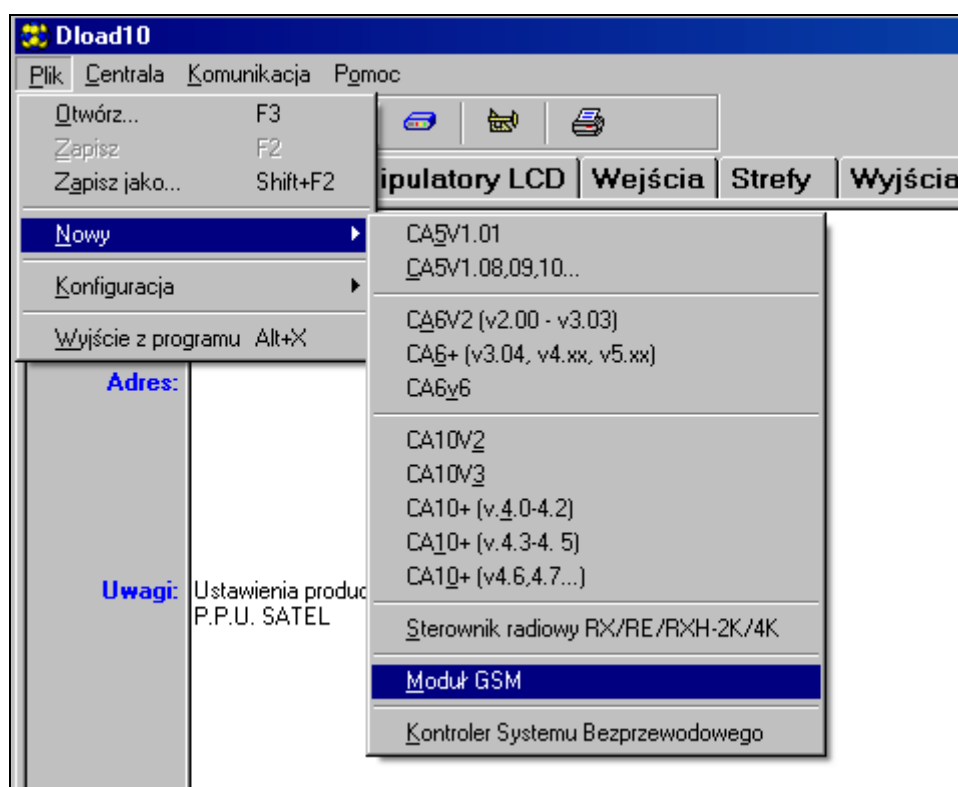 Dload10
Plik Centrala Komunikacja Pomoc
Otwórz... F3
Zapisz F2
Zapisz jako... Shift+F2
ipulatory LCD Wejścia Strefy Wyjścia
Nowy
Konfiguracja
Wyjście z programu Alt+X
CA5V1.01
CA5V1.08,09,10...
CA6V2 (v2.00 - v3.03)
CA6+ (v3.04, v4.xx, v5.xx)
CA6v6
CA10V2
CA10V3
CA10+ (v.4.0-4.2)
CA10+ (v.4.3-4. 5)
CA10+ (v4.6,4.7...)
Sterownik radiowy RX/RE/RXH-2K/4K
Moduł GSM
Kontroler Systemu Bezprzewodowego
Adres:
Uwagi: Ustawienia produc
P.P.U. SATEL